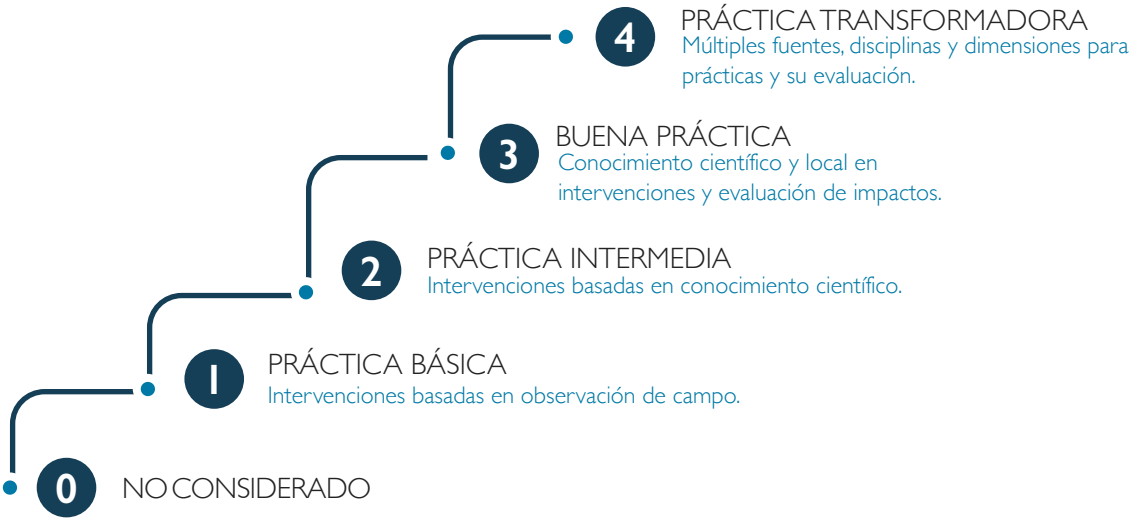 4
PRÁCTICA TRANSFORMADORA
Múltiples fuentes, disciplinas y dimensiones para
prácticas y su evaluación.
3
BUENA PRÁCTICA
Conocimiento científico y local en
intervenciones y evaluación de impactos.
2
PRÁCTICA INTERMEDIA
Intervenciones basadas en conocimiento científico.
1
PRÁCTICA BÁSICA
Intervenciones basadas en observación de campo.
0
NO CONSIDERADO